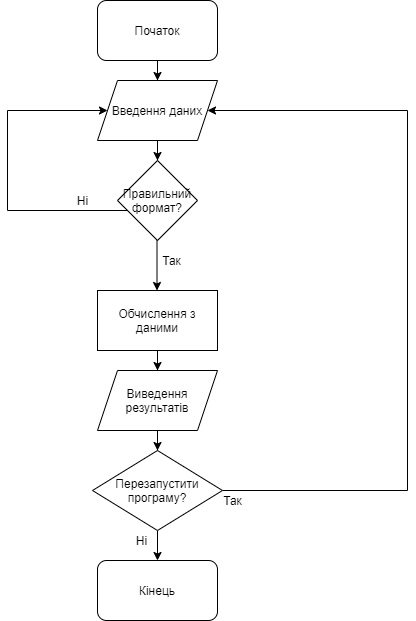 Початок
Введення даних
Правильний
формат?
Ні
Так
Обчислення з
даними
Виведення
результатів
Перезапустити
програму?
Так
Ні
Кінець